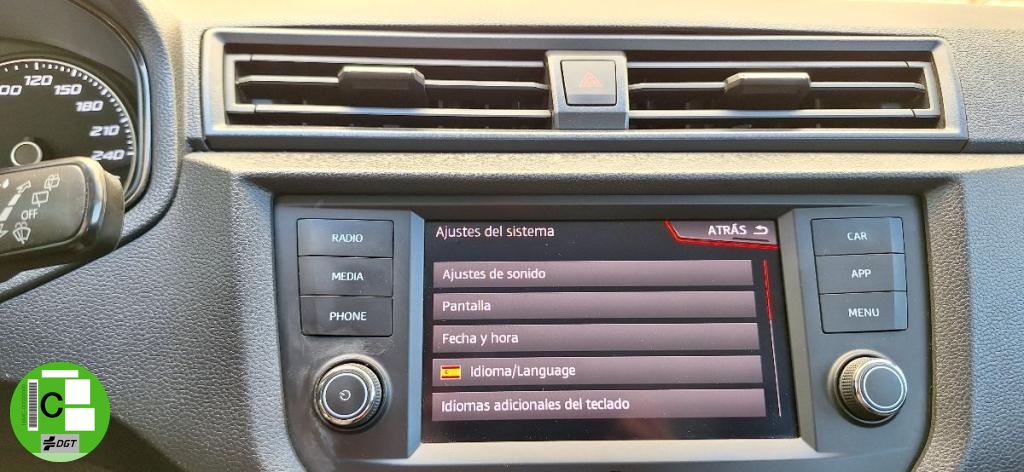 120
150
180
210
240
OFF
RADIO
MEDIA
PHONE
Ajustes del sistema
ATRÁS
Ajustes de sonido
Pantalla
Fecha y hora
Idioma/Language
Idiomas adicionales del teclado
CAR
APP
MENU
C
DGT